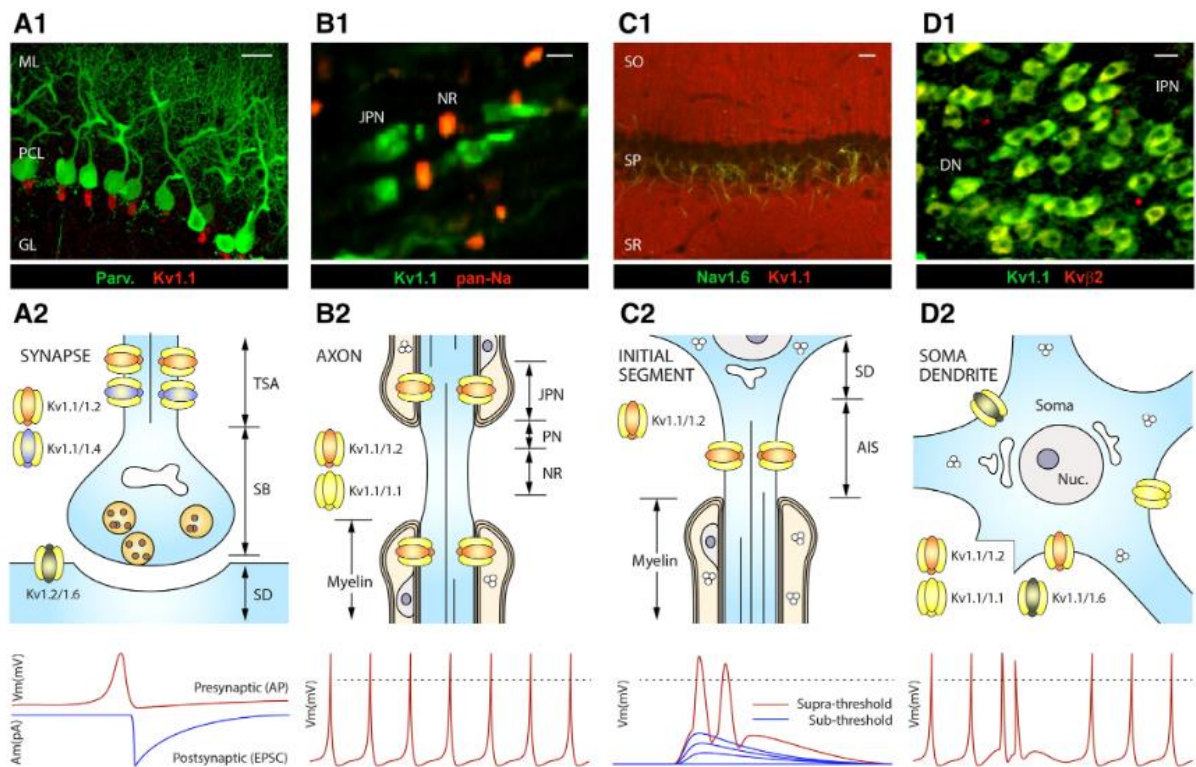 A1
B1
C1
D1
ML
PCL
GL
JPN
NR
SO
SP
SR
IPN
DN
Parv. Kv1.1
Kv1.1 pan-Na
Nav1.6 Kv1.1
Kv1.1 Kvβ2
A2
B2
C2
D2
SYNAPSE
Kv1.1/1.2
Kv1.1/1.4
Kv1.2/1.6
TSA
SB
SD
AXON
Kv1.1/1.2
Kv1.1/1.1
Myelin
JPN
PN
NR
INITIAL
SEGMENT
Kv1.1/1.2
Myelin
SD
AIS
SOMA
DENDRITE
Soma
Nuc.
Kv1.1/1.2
Kv1.1/1.1
Kv1.1/1.6
Vm(mV)
Presynaptic (AP)
Am(pA)
Postsynaptic (EPSC)
Vm(mV)
Vm(mV)
Supra-threshold
Sub-threshold
Vm(mV)